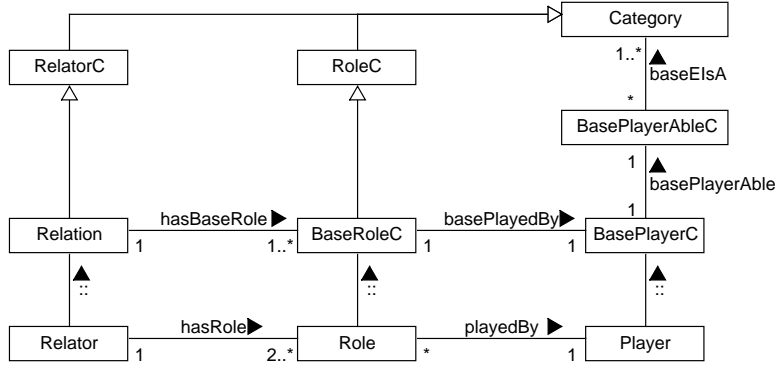 Category
RelatorC
RoleC
1..*
baseEIsA
*
BasePlayerAbleC
1
basePlayerAble
1
hasBaseRole
basePlayedBy
Relation
BaseRoleC
BasePlayerC
1
1..*
1
1
::
::
::
hasRole
playedBy
Relator
Role
Player
1
2..*
*
1